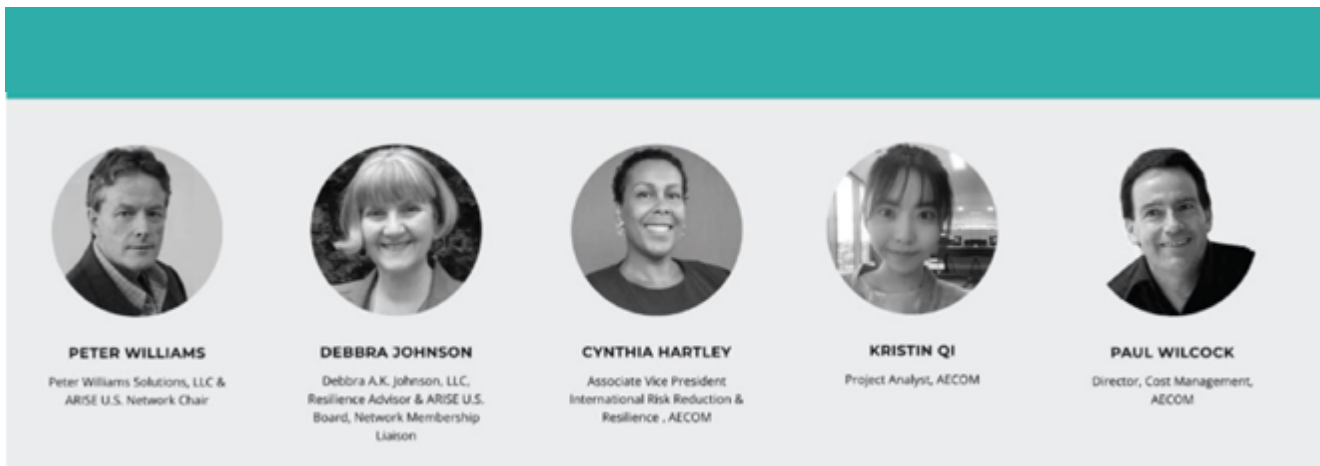 PETER WILLIAMS
Peter Williams Solutions, LLC &
ARISE U.S. Network Chair
DEBBRA JOHNSON
Debbra A.K. Johnson, LLC,
Resilience Advisor & ARISE U.S.
Board, Network Membership
Liaison
CYNTHIA HARTLEY
Associate Vice President
International Risk Reduction &
Resilience , AECOM
KRISTIN QI
Project Analyst, AECOM
PAUL WILCOCK
Director, Cost Management,
AECOM